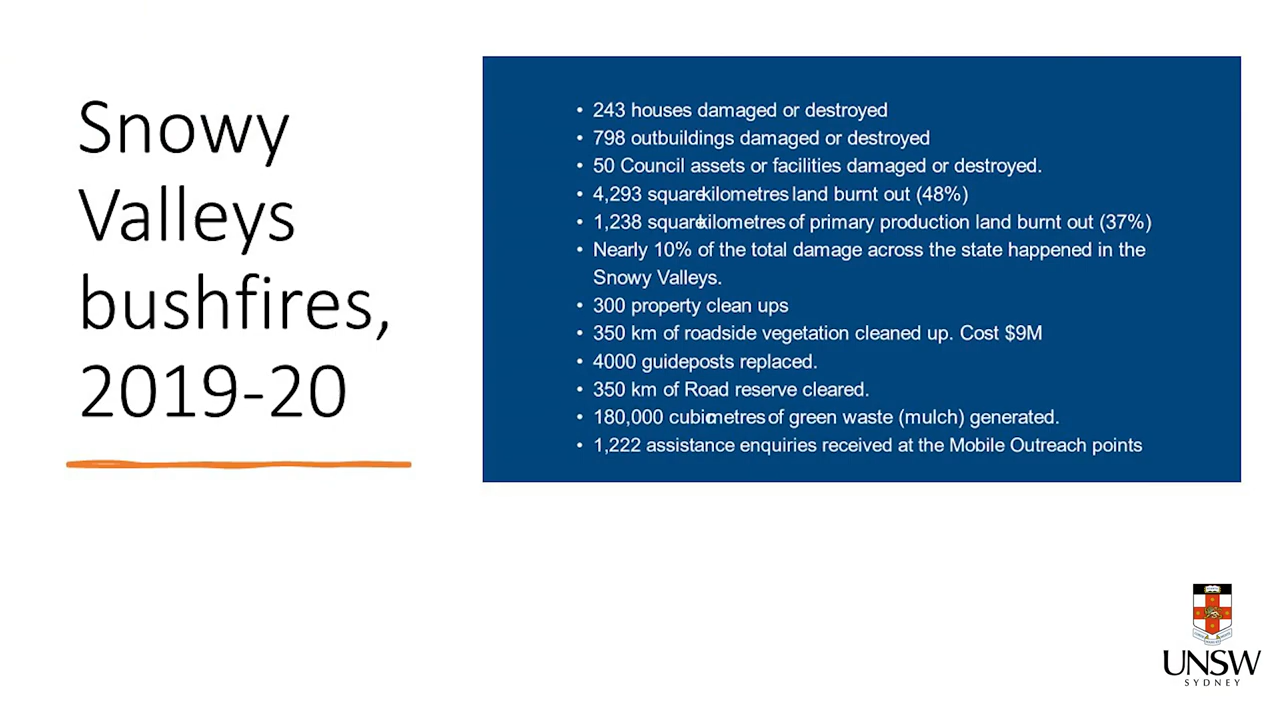 Snowy
Valleys
bushfires,
2019-20
• 243 houses damaged or destroyed
• 798 outbuildings damaged or destroyed
• 50 Council assets or facilities damaged or destroyed.
• 4,293 square kilometres land burnt out (48%)
• 1,238 square kilometres of primary production land burnt out (37%)
• Nearly 10% of the total damage across the state happened in the
Snowy Valleys.
• 300 property clean ups
• 350 km of roadside vegetation cleaned up. Cost $9M
• 4000 guideposts replaced.
• 350 km of Road reserve cleared.
• 180,000 cubic metres of green waste (mulch) generated.
• 1,222 assistance enquiries received at the Mobile Outreach points
UNSW
SYDNEY